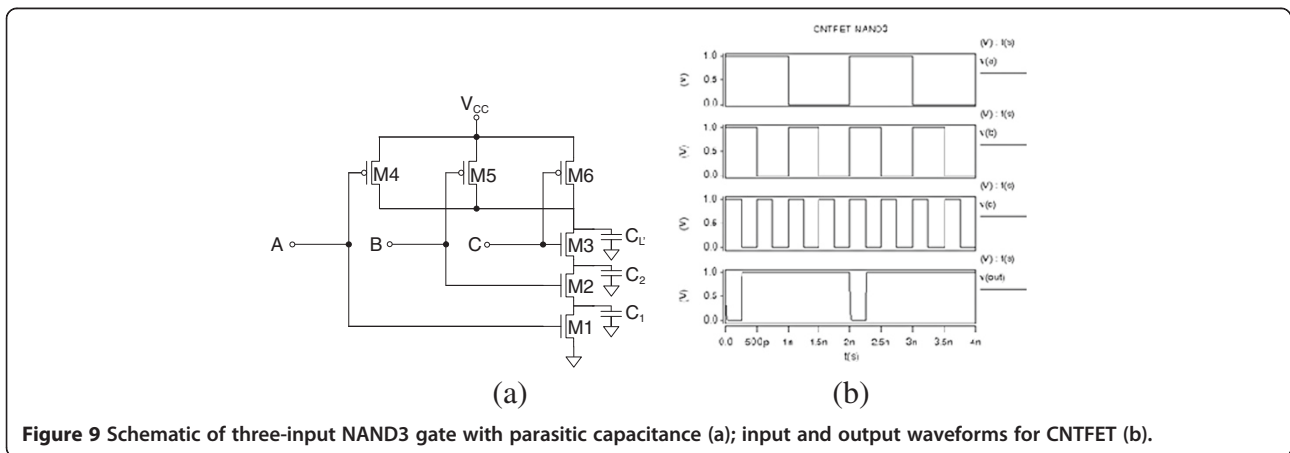 CNTFET NAND3
V_CC
M4
M5
M6
A
B
C
M3
C_L'
M2
C_2
M1
C_1
(V) : t(s)
v(a)
(V)
1.0
0.5
0.0
(V) : t(s)
v(b)
(V)
1.0
0.5
0.0
(V) : t(s)
v(c)
(V)
1.0
0.5
0.0
(V) : t(s)
v(out)
(V)
1.0
0.5
0.0
0.0 500p 1n 1.5n 2n 2.5n 3n 3.5n 4n
t(s)
(a) (b)
Figure 9 Schematic of three-input NAND3 gate with parasitic capacitance (a); input and output waveforms for CNTFET (b).